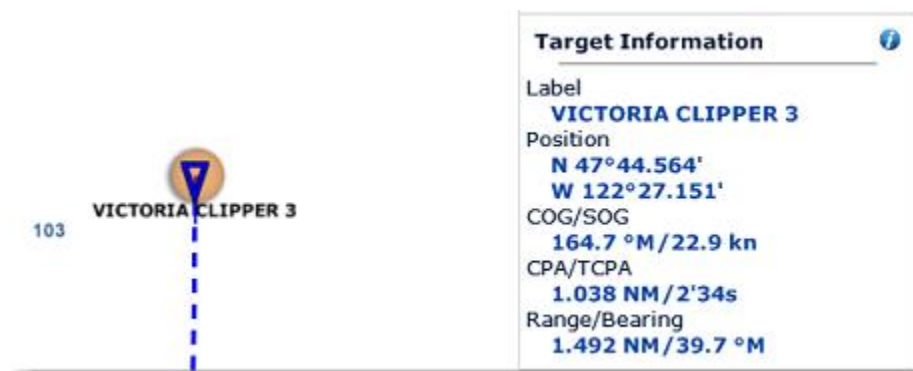 Target Information
Label
VICTORIA CLIPPER 3
Position
N 47°44.564'
W 122°27.151'
COG/SOG
164.7 °M/22.9 kn
CPA/TCPA
1.038 NM/2'34s
Range/Bearing
1.492 NM/39.7 °M
VICTORIA CLIPPER 3
103